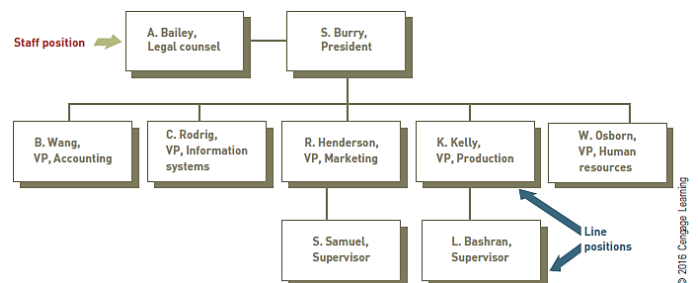 Staff position
A. Bailey,
Legal counsel
S. Burry,
President
B. Wang,
VP, Accounting
C. Rodrig,
VP, Information
systems
R. Henderson,
VP, Marketing
K. Kelly,
VP, Production
W. Osborn,
VP, Human
resources
S. Samuel,
Supervisor
L. Bashran,
Supervisor
Line
positions
© 2016 Cengage Learning